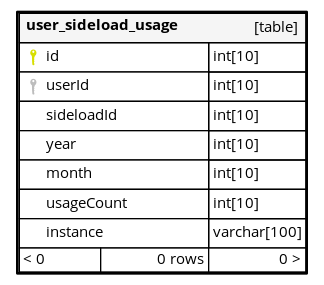 user_sideload_usage [table]
id int[10]
userId int[10]
sideloadId int[10]
year int[10]
month int[10]
usageCount int[10]
instance varchar[100]
< 0 0 rows 0 >